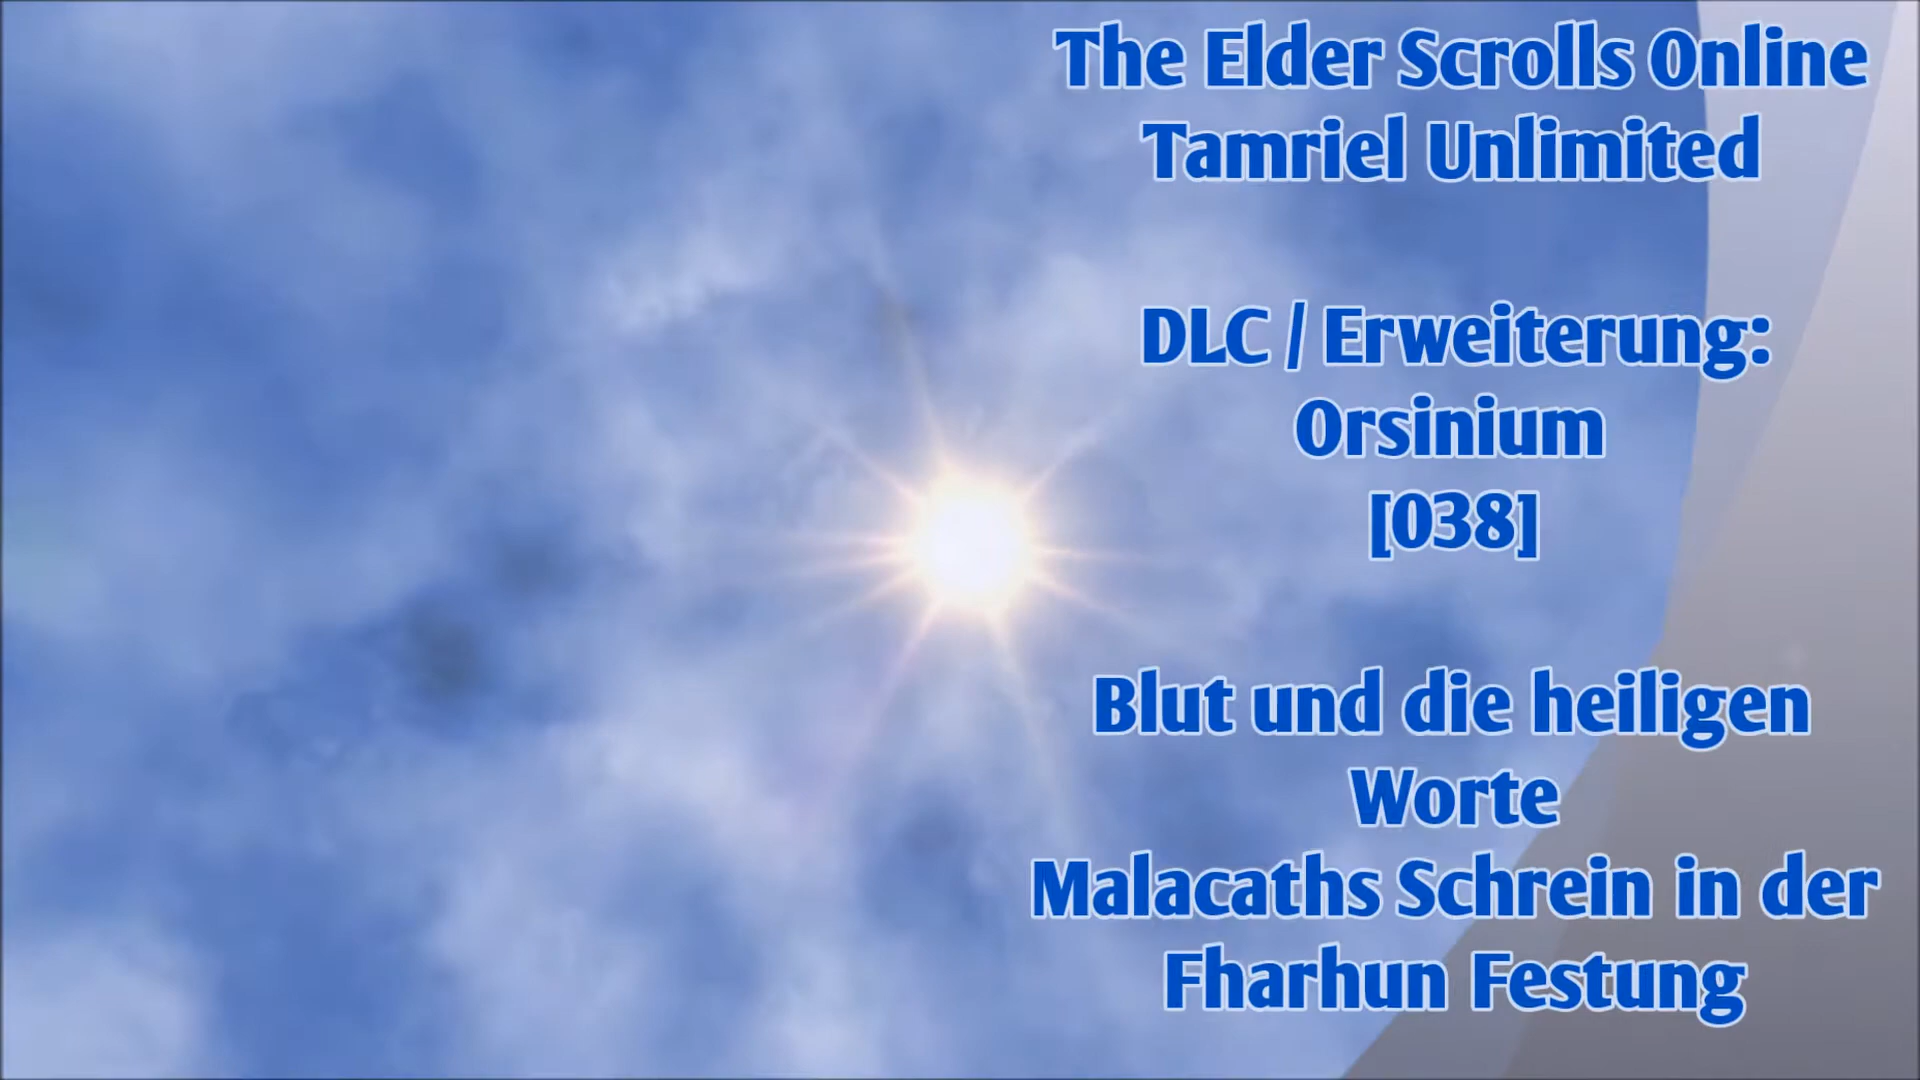 The Elder Scrolls Online
Tamriel Unlimited
DLC / Erweiterung:
Orsinium
[038]
Blut und die heiligen
Worte
Malacaths Schrein in der
Fharhun Festung